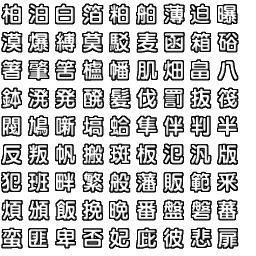 柏泊白箔粕舶薄迫曝
漠爆縛莫駁麦函箱硲
箸肇筈櫨幡肌畑畠八
鉢溌発醗髪伐罰抜筏
閥鳩噺塙蛤隼伴判半
反叛帆搬斑板氾汎版
犯班畔繁般藩販範釆
煩頒飯挽晩番盤磐蕃
蛮匪卑否妃庇彼悲扉